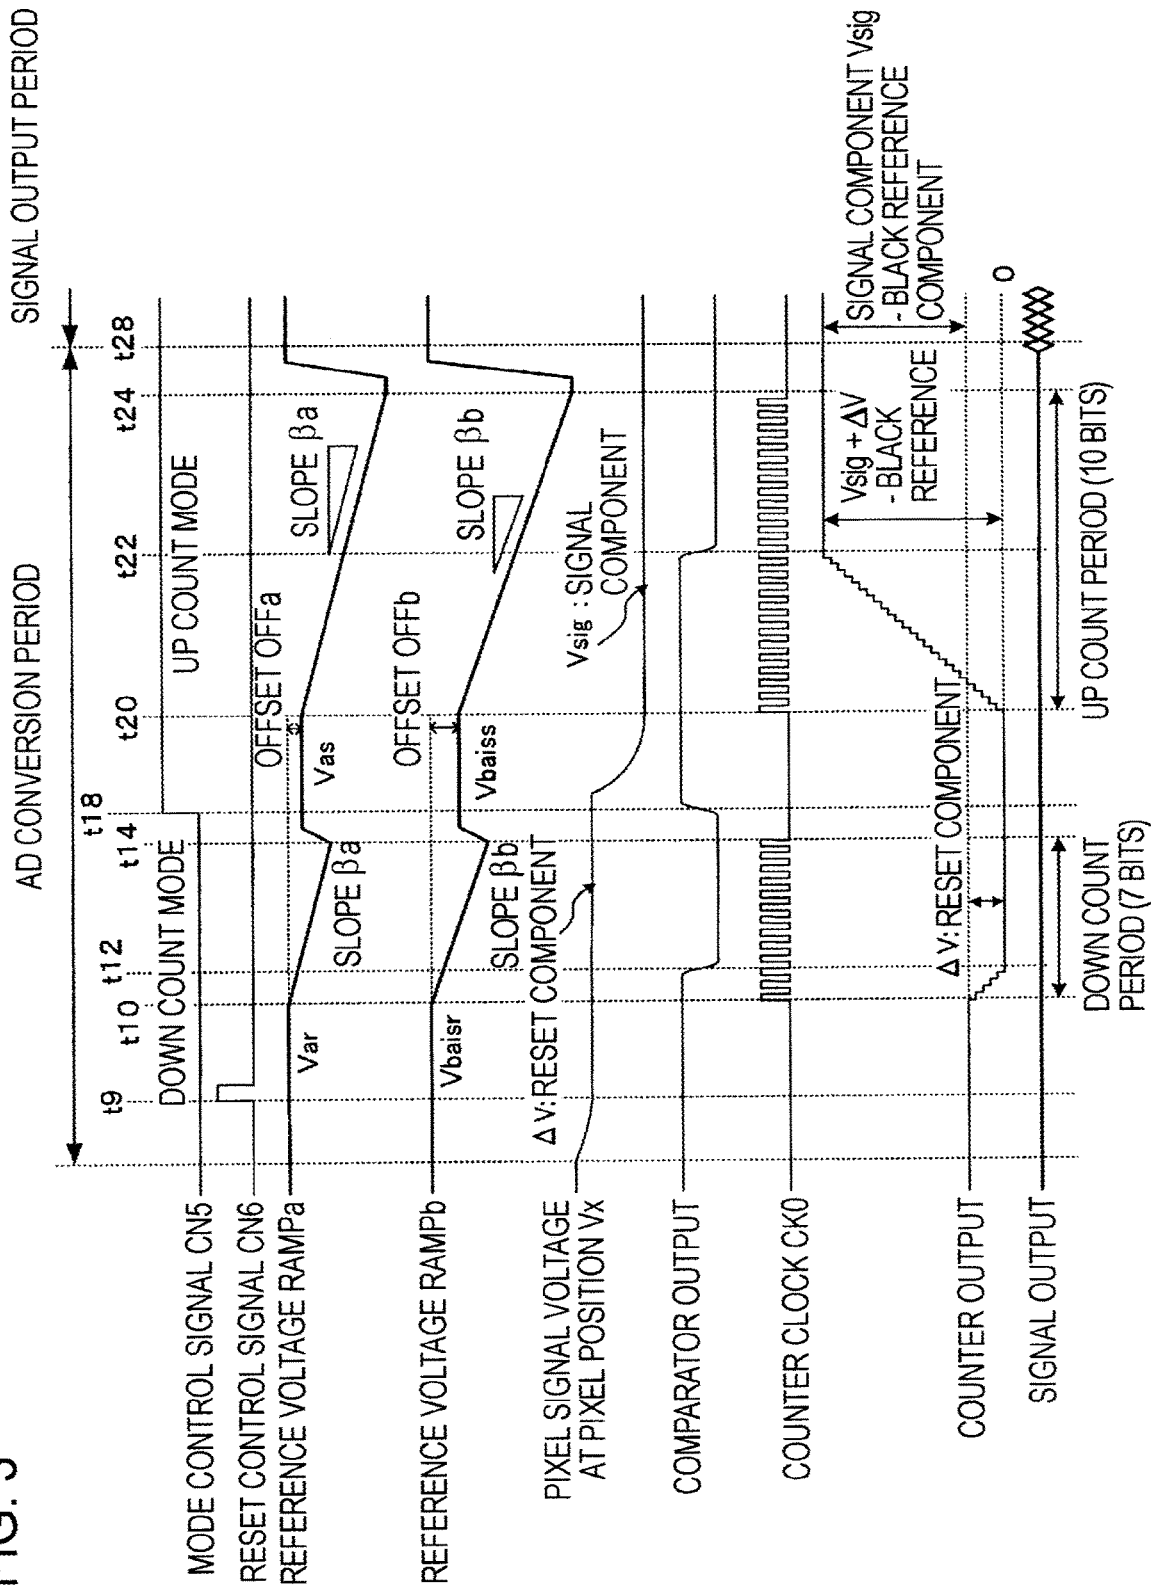 AD CONVERSION PERIOD
SIGNAL OUTPUT PERIOD
t9
t10
t12
t14
t18
t20
t22
t24
t28
MODE CONTROL SIGNAL CN5
DOWN COUNT MODE
UP COUNT MODE
RESET CONTROL SIGNAL CN6
REFERENCE VOLTAGE RAMPa
Var
SLOPE βa
Vas
OFFSET OFFa
SLOPE βa
REFERENCE VOLTAGE RAMPb
Vbaisr
SLOPE βb
Vbaiss
OFFSET OFFb
SLOPE βb
PIXEL SIGNAL VOLTAGE
AT PIXEL POSITION Vx
ΔV: RESET COMPONENT
Vsig : SIGNAL
COMPONENT
COMPARATOR OUTPUT
COUNTER CLOCK CK0
COUNTER OUTPUT
ΔV: RESET COMPONENT
Vsig + ΔV
- BLACK
REFERENCE
SIGNAL COMPONENT Vsig
- BLACK REFERENCE
COMPONENT
0
SIGNAL OUTPUT
DOWN COUNT
PERIOD (7 BITS)
UP COUNT PERIOD (10 BITS)